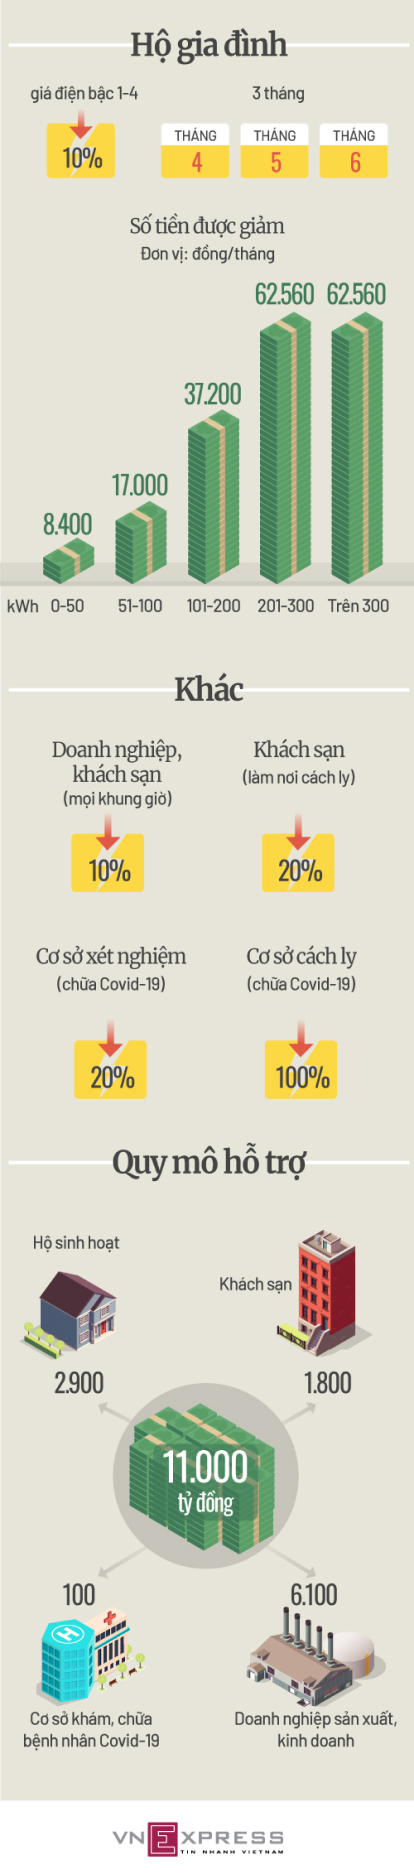 Hộ gia đình
giá điện bậc 1-4
3 tháng
10%
THÁNG
4
THÁNG
5
THÁNG
6
Số tiền được giảm
Đơn vị: đồng/tháng
8.400
17.000
37.200
62.560
62.560
kWh 0-50 51-100 101-200 201-300 Trên 300
Khác
Doanh nghiệp,
khách sạn
(mọi khung giờ)
10%
Khách sạn
(làm nơi cách ly)
20%
Cơ sở xét nghiệm
(chữa Covid-19)
20%
Cơ sở cách ly
(chữa Covid-19)
100%
Quy mô hỗ trợ
Hộ sinh hoạt
2.900
Khách sạn
1.800
11.000
tỷ đồng
100
H
Cơ sở khám, chữa
bệnh nhân Covid-19
6.100
Doanh nghiệp sản xuất,
kinh doanh
VNEXPRESS
TIN NHANH VIETNAM